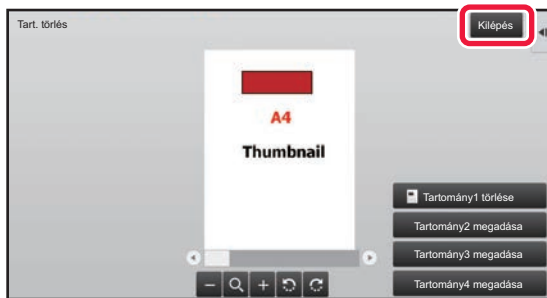 Tart. törlés
Kilépés
A4
Thumbnail
Tartomány1 törlése
Tartomány2 megadása
Tartomány3 megadása
Tartomány4 megadása